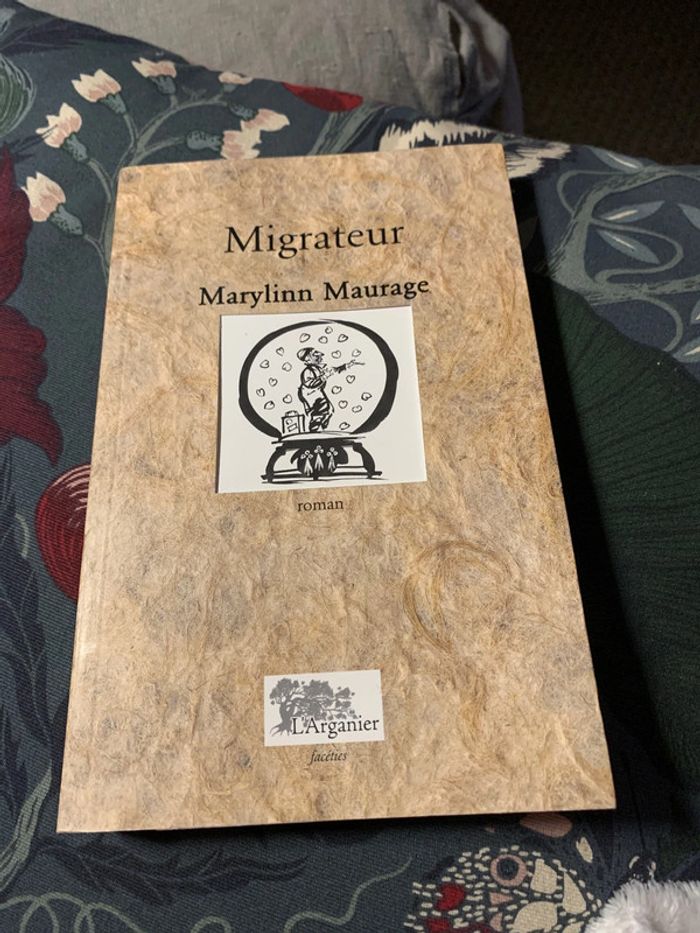 Migrateur
Marylinn Maurage
roman
L'Arganier
facéties